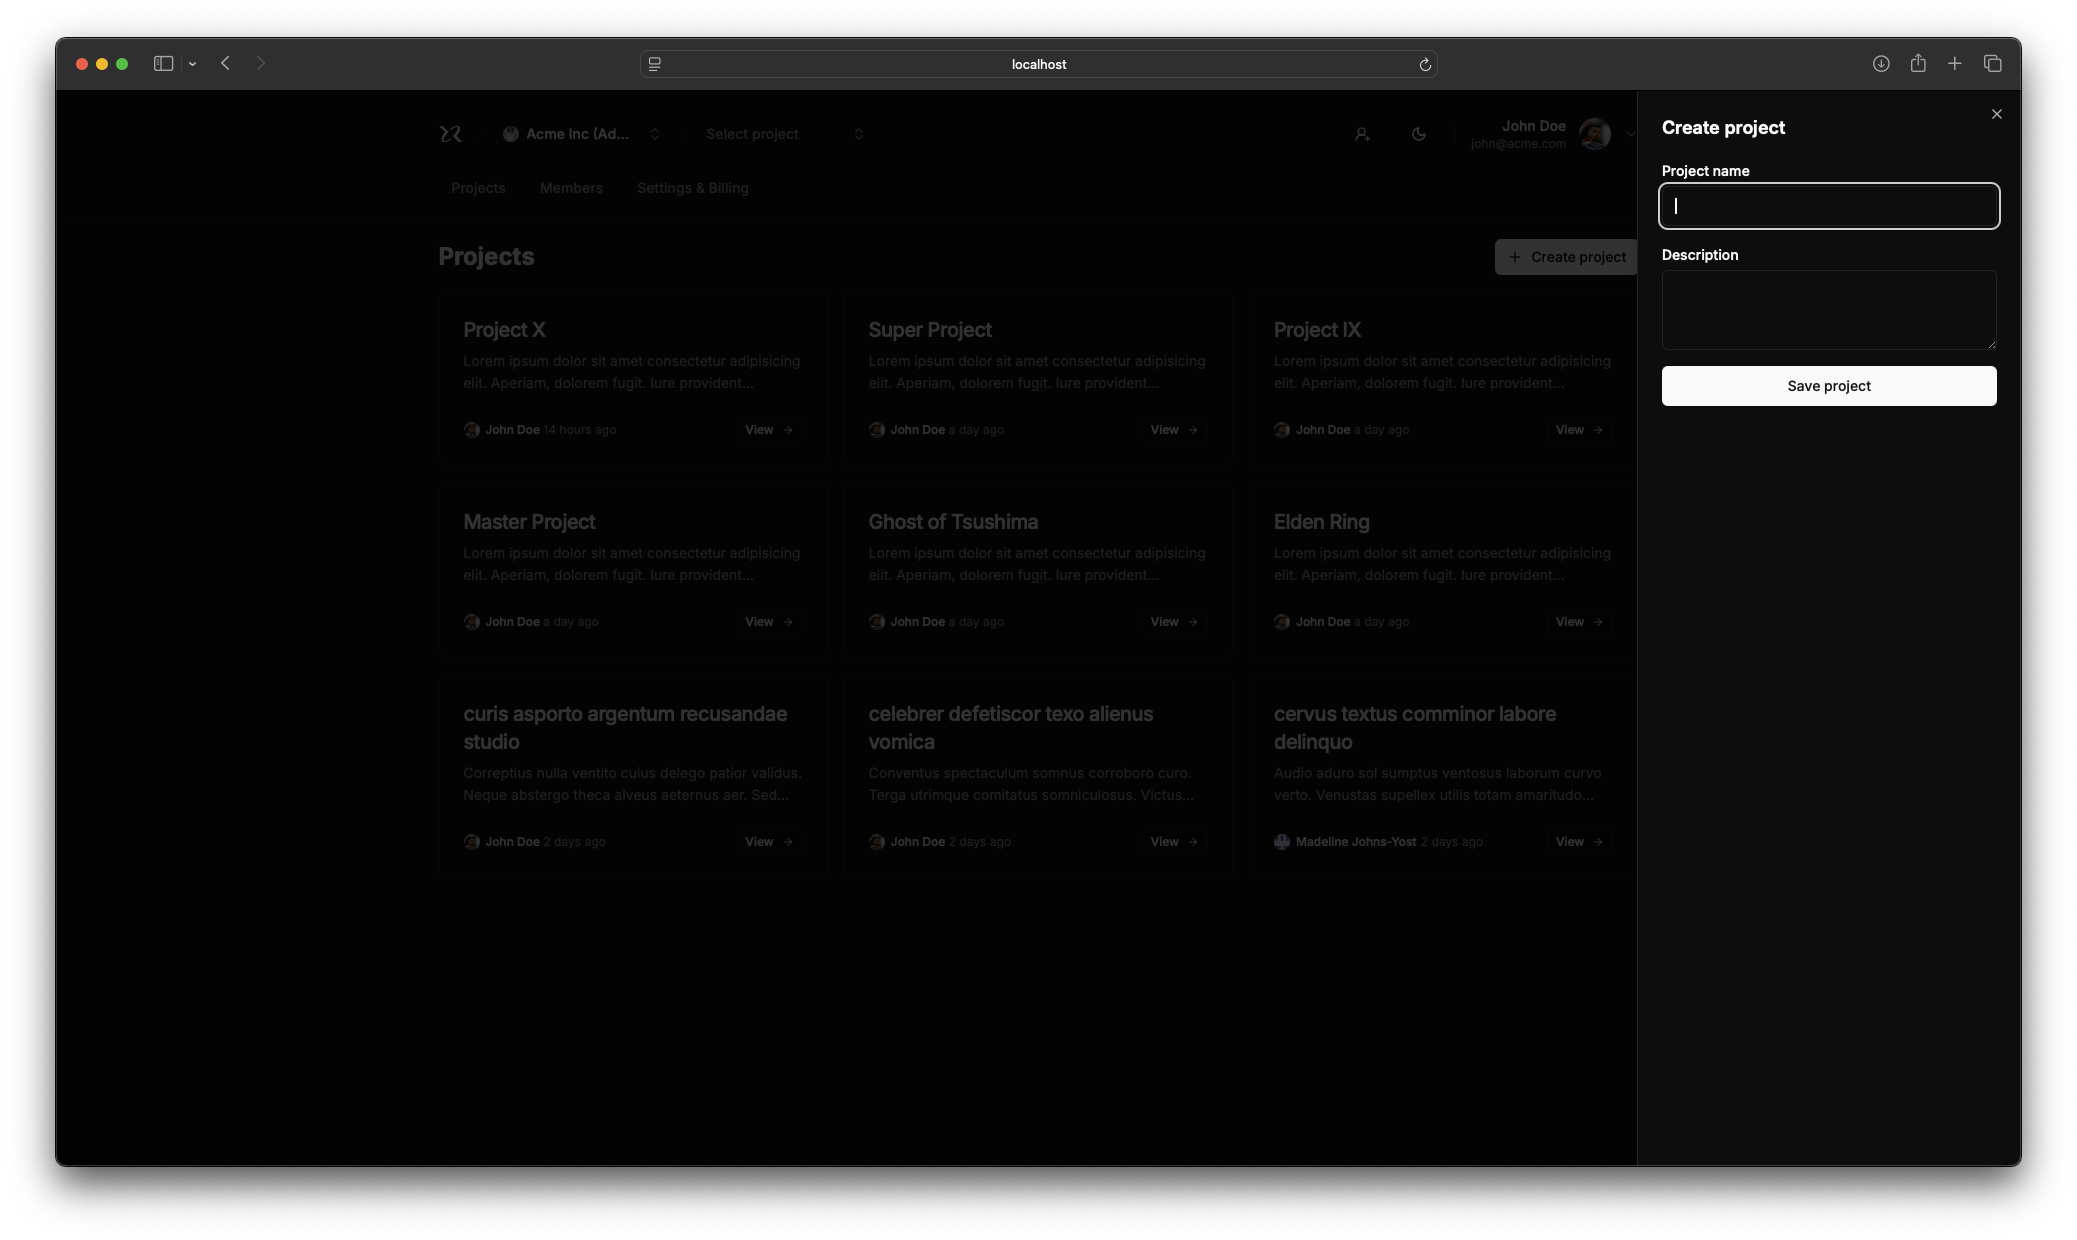 localhost
Acme Inc (Ad...
Select project
John Doe
john@acme.com
Projects
Members
Settings & Billing
Projects
Create project
Project X
Lorem ipsum dolor sit amet consectetur adipisicing
elit. Aperiam, dolorem fugit. Iure provident...
John Doe 14 hours ago
View
Super Project
Lorem ipsum dolor sit amet consectetur adipisicing
elit. Aperiam, dolorem fugit. Iure provident...
John Doe a day ago
View
Project IX
Lorem ipsum dolor sit amet consectetur adipisicing
elit. Aperiam, dolorem fugit. Iure provident...
John Doe a day ago
View
Master Project
Lorem ipsum dolor sit amet consectetur adipisicing
elit. Aperiam, dolorem fugit. Iure provident...
John Doe a day ago
View
Ghost of Tsushima
Lorem ipsum dolor sit amet consectetur adipisicing
elit. Aperiam, dolorem fugit. Iure provident...
John Doe a day ago
View
Elden Ring
Lorem ipsum dolor sit amet consectetur adipisicing
elit. Aperiam, dolorem fugit. Iure provident...
John Doe a day ago
View
curis asporto argentum recusandae
studio
Correptius nulla ventito cuius delego patior validus.
Neque abstergo theca alveus aeternus aer. Sed...
John Doe 2 days ago
View
celebrer defetiscor texo alienus
vomica
Conventus spectaculum somnus corroboro curo.
Terga utrimque comitatus somniculosus. Victus...
John Doe 2 days ago
View
cervus textus comminor labore
delinquo
Audio aduro sol sumptus ventosus laborum curvo
verto. Venustas supellex utilis totam amaritudo...
Madeline Johns-Yost 2 days ago
View
Create project
Project name
Description
Save project